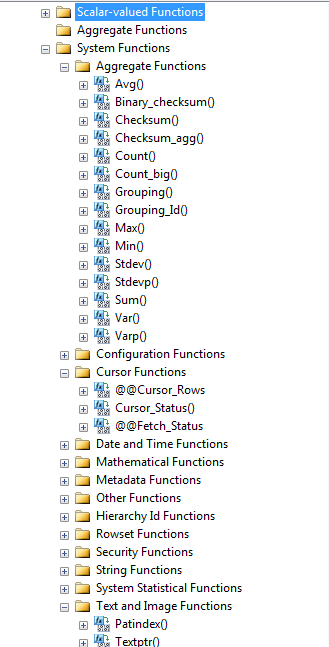 Scalar-valued Functions
Aggregate Functions
System Functions
Aggregate Functions
Avg()
Binary_checksum()
Checksum()
Checksum_agg()
Count()
Count_big()
Grouping()
Grouping_Id()
Max()
Min()
Stdev()
Stdevp()
Sum()
Var()
Varp()
Configuration Functions
Cursor Functions
@@Cursor_Rows
Cursor_Status()
@@Fetch_Status
Date and Time Functions
Mathematical Functions
Metadata Functions
Other Functions
Hierarchy Id Functions
Rowset Functions
Security Functions
String Functions
System Statistical Functions
Text and Image Functions
Patindex()
Textptr()